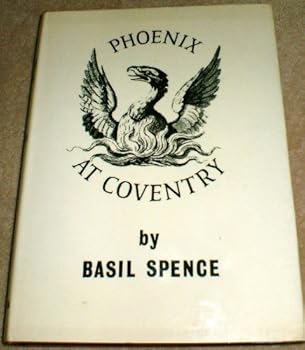 PHOENIX
AT COVENTRY
by
BASIL SPENCE